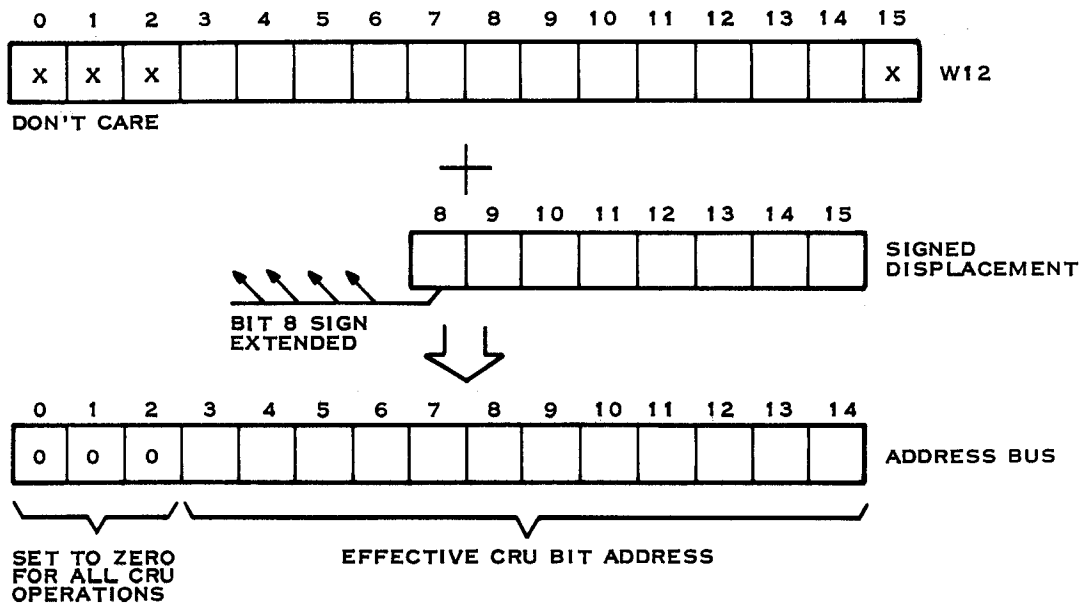 0 1 2 3 4 5 6 7 8 9 10 11 12 13 14 15
X X X X W12
DON'T CARE
+
8 9 10 11 12 13 14 15
SIGNED
DISPLACEMENT
BIT 8 SIGN
EXTENDED
0 1 2 3 4 5 6 7 8 9 10 11 12 13 14
0 0 0 ADDRESS BUS
SET TO ZERO
FOR ALL CRU
OPERATIONS
EFFECTIVE CRU BIT ADDRESS